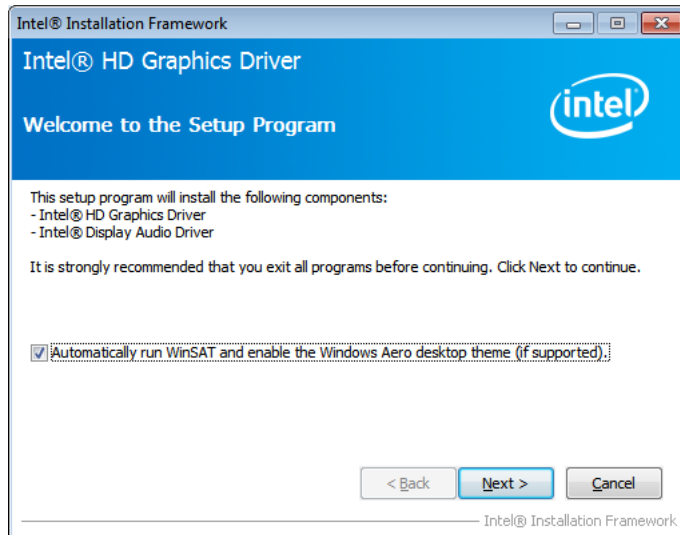 Intel® Installation Framework
Intel® HD Graphics Driver
intel
Welcome to the Setup Program
This setup program will install the following components:
- Intel® HD Graphics Driver
- Intel® Display Audio Driver
It is strongly recommended that you exit all programs before continuing. Click Next to continue.
Automatically run WinSAT and enable the Windows Aero desktop theme (if supported).
< Back Next > Cancel
Intel® Installation Framework